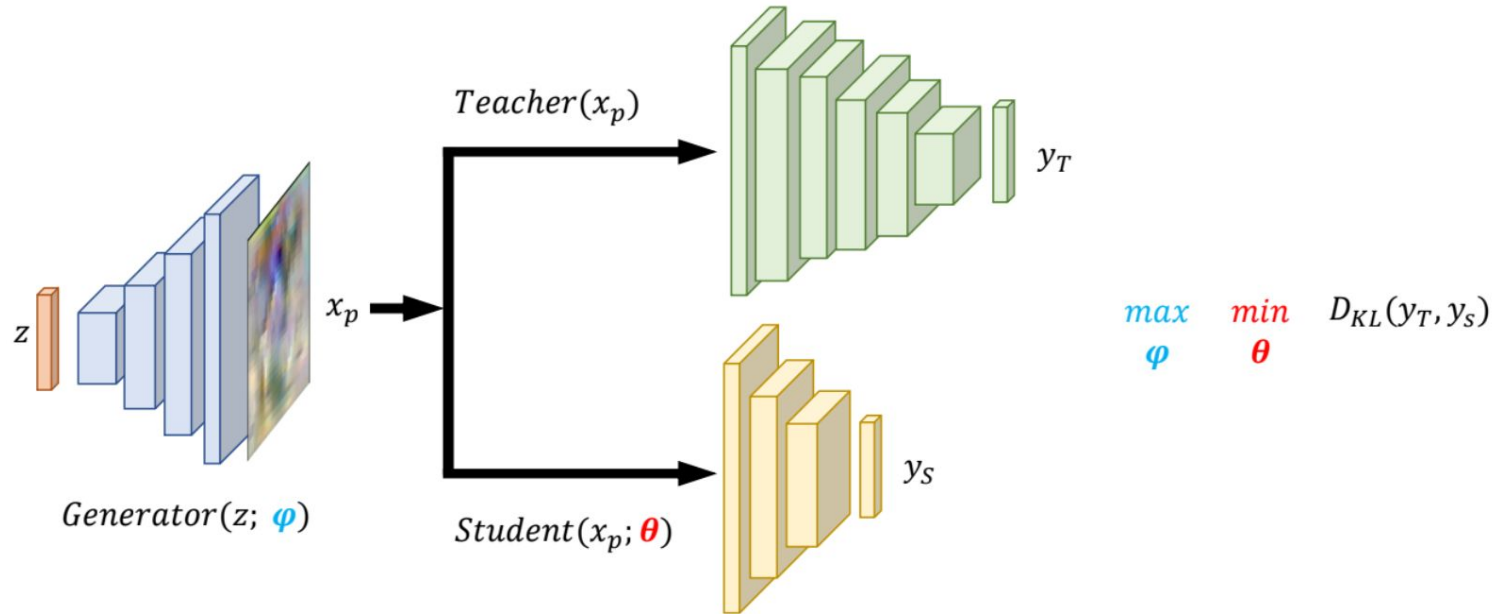 z
Generator(z; φ)
x_p
Teacher(x_p)
Student(x_p; θ)
y_T
y_S
max min D_KL(y_T, y_s)
φ θ